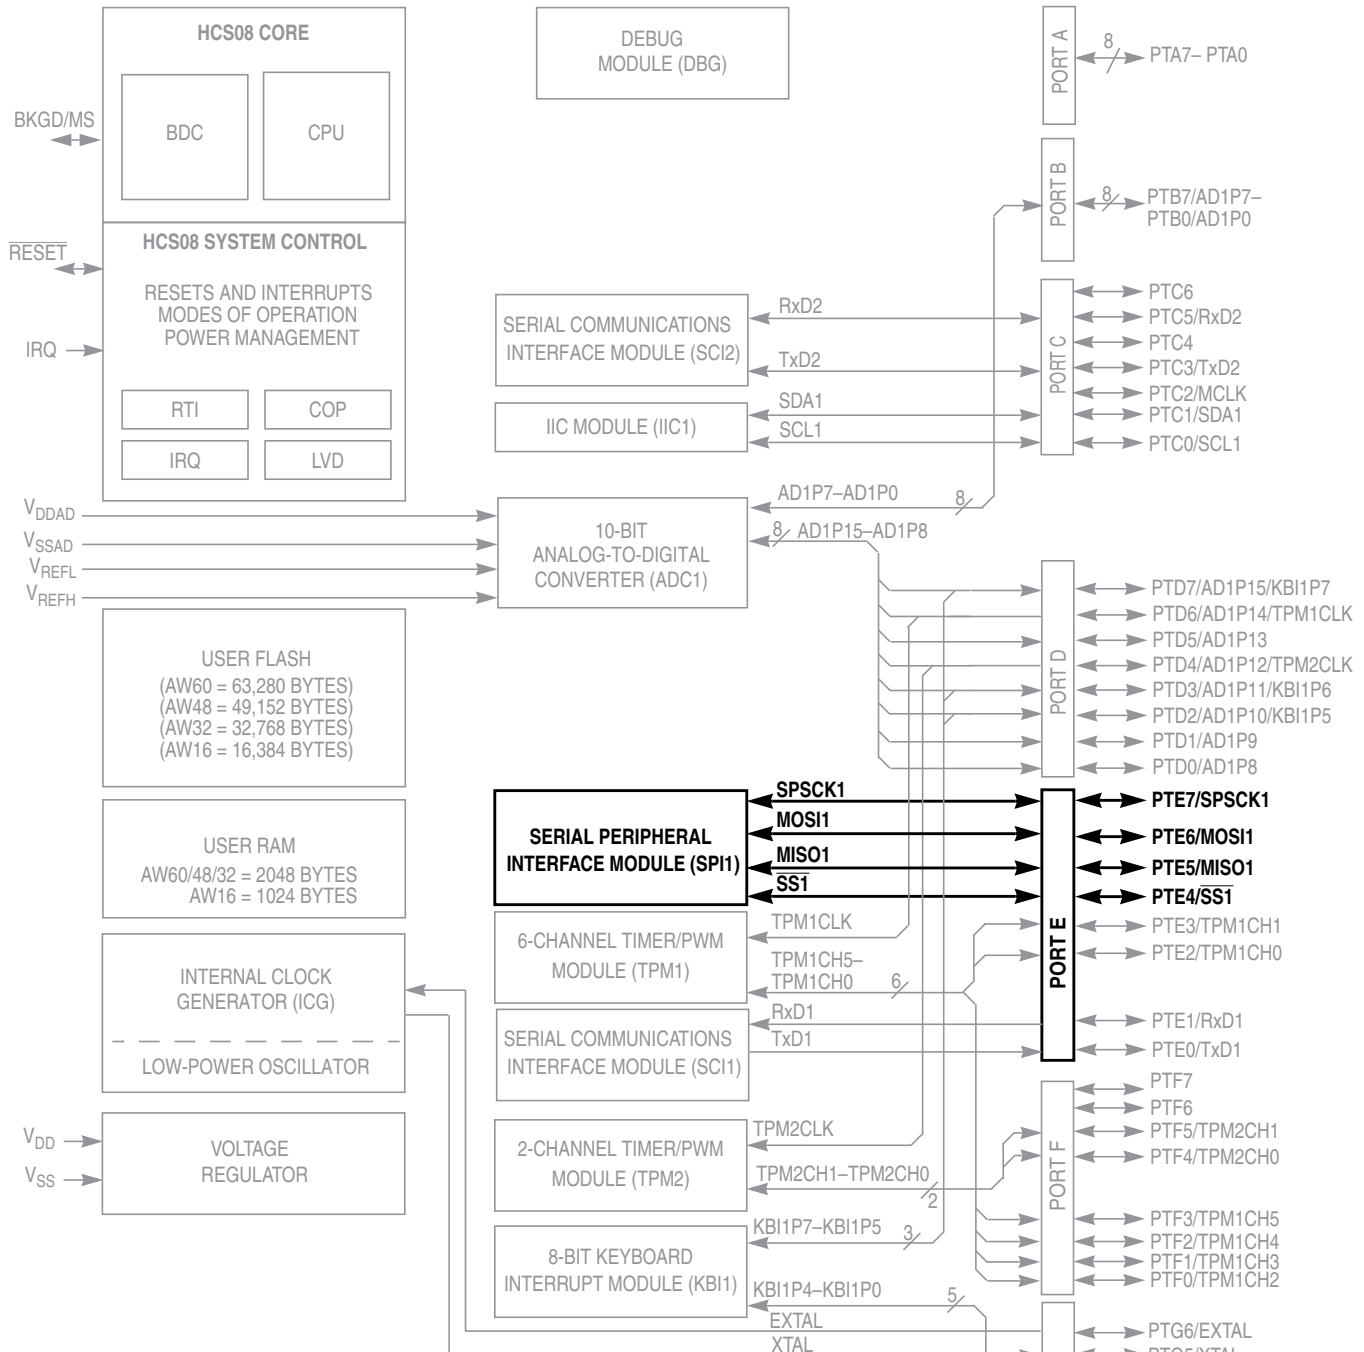 HCS08 CORE
BDC
CPU
BKGD/MS
HCS08 SYSTEM CONTROL
RESET
RESETS AND INTERRUPTS
MODES OF OPERATION
POWER MANAGEMENT
IRQ
RTI
COP
IRQ
LVD
VDDAD
VSSAD
VREFL
VREFH
USER FLASH
(AW60 = 63,280 BYTES)
(AW48 = 49,152 BYTES)
(AW32 = 32,768 BYTES)
(AW16 = 16,384 BYTES)
USER RAM
AW60/48/32 = 2048 BYTES
AW16 = 1024 BYTES
INTERNAL CLOCK
GENERATOR (ICG)
LOW-POWER OSCILLATOR
VDD
VSS
VOLTAGE
REGULATOR
DEBUG
MODULE (DBG)
SERIAL COMMUNICATIONS
INTERFACE MODULE (SCI2)
RxD2
TxD2
IIC MODULE (IIC1)
SDA1
SCL1
10-BIT
ANALOG-TO-DIGITAL
CONVERTER (ADC1)
AD1P7–AD1P0
8
8
AD1P15–AD1P8
SERIAL PERIPHERAL
INTERFACE MODULE (SPI1)
SPSCK1
MOSI1
MISO1
SS1
6-CHANNEL TIMER/PWM
MODULE (TPM1)
TPM1CLK
TPM1CH5–
TPM1CH0
6
SERIAL COMMUNICATIONS
INTERFACE MODULE (SCI1)
RxD1
TxD1
2-CHANNEL TIMER/PWM
MODULE (TPM2)
TPM2CLK
TPM2CH1–TPM2CH0
2
8-BIT KEYBOARD
INTERRUPT MODULE (KBI1)
KBI1P7–KBI1P5
3
KBI1P4–KBI1P0
5
EXTAL
XTAL
PORT A
8
PTA7– PTA0
PORT B
8
PTB7/AD1P7–
PTB0/AD1P0
PORT C
PTC6
PTC5/RxD2
PTC4
PTC3/TxD2
PTC2/MCLK
PTC1/SDA1
PTC0/SCL1
PORT D
PTD7/AD1P15/KBI1P7
PTD6/AD1P14/TPM1CLK
PTD5/AD1P13
PTD4/AD1P12/TPM2CLK
PTD3/AD1P11/KBI1P6
PTD2/AD1P10/KBI1P5
PTD1/AD1P9
PTD0/AD1P8
PORT E
PTE7/SPSCK1
PTE6/MOSI1
PTE5/MISO1
PTE4/SS1
PTE3/TPM1CH1
PTE2/TPM1CH0
PTE1/RxD1
PTE0/TxD1
PORT F
PTF7
PTF6
PTF5/TPM2CH1
PTF4/TPM2CH0
PTF3/TPM1CH5
PTF2/TPM1CH4
PTF1/TPM1CH3
PTF0/TPM1CH2
PTG6/EXTAL